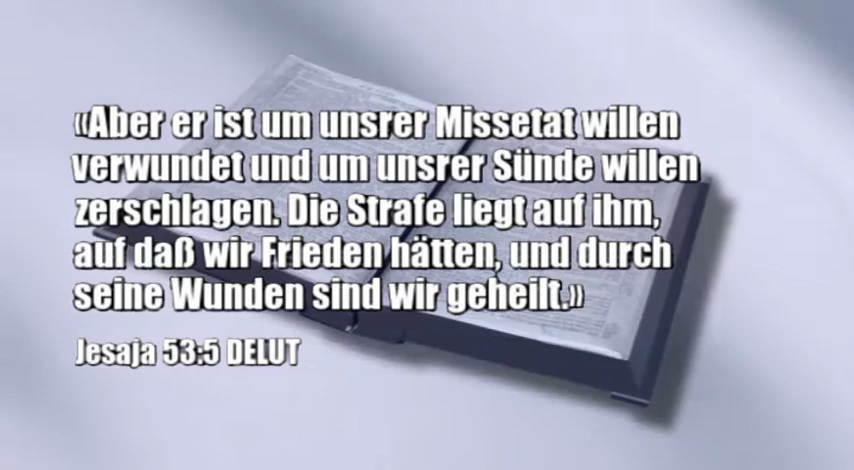 «Aber er ist um unsrer Missetat willen
verwundet und um unsrer Sünde willen
zerschlagen. Die Strafe liegt auf ihm,
auf daß wir Frieden hätten, und durch
seine Wunden sind wir geheilt.»
Jesaja 53:5 DELUT